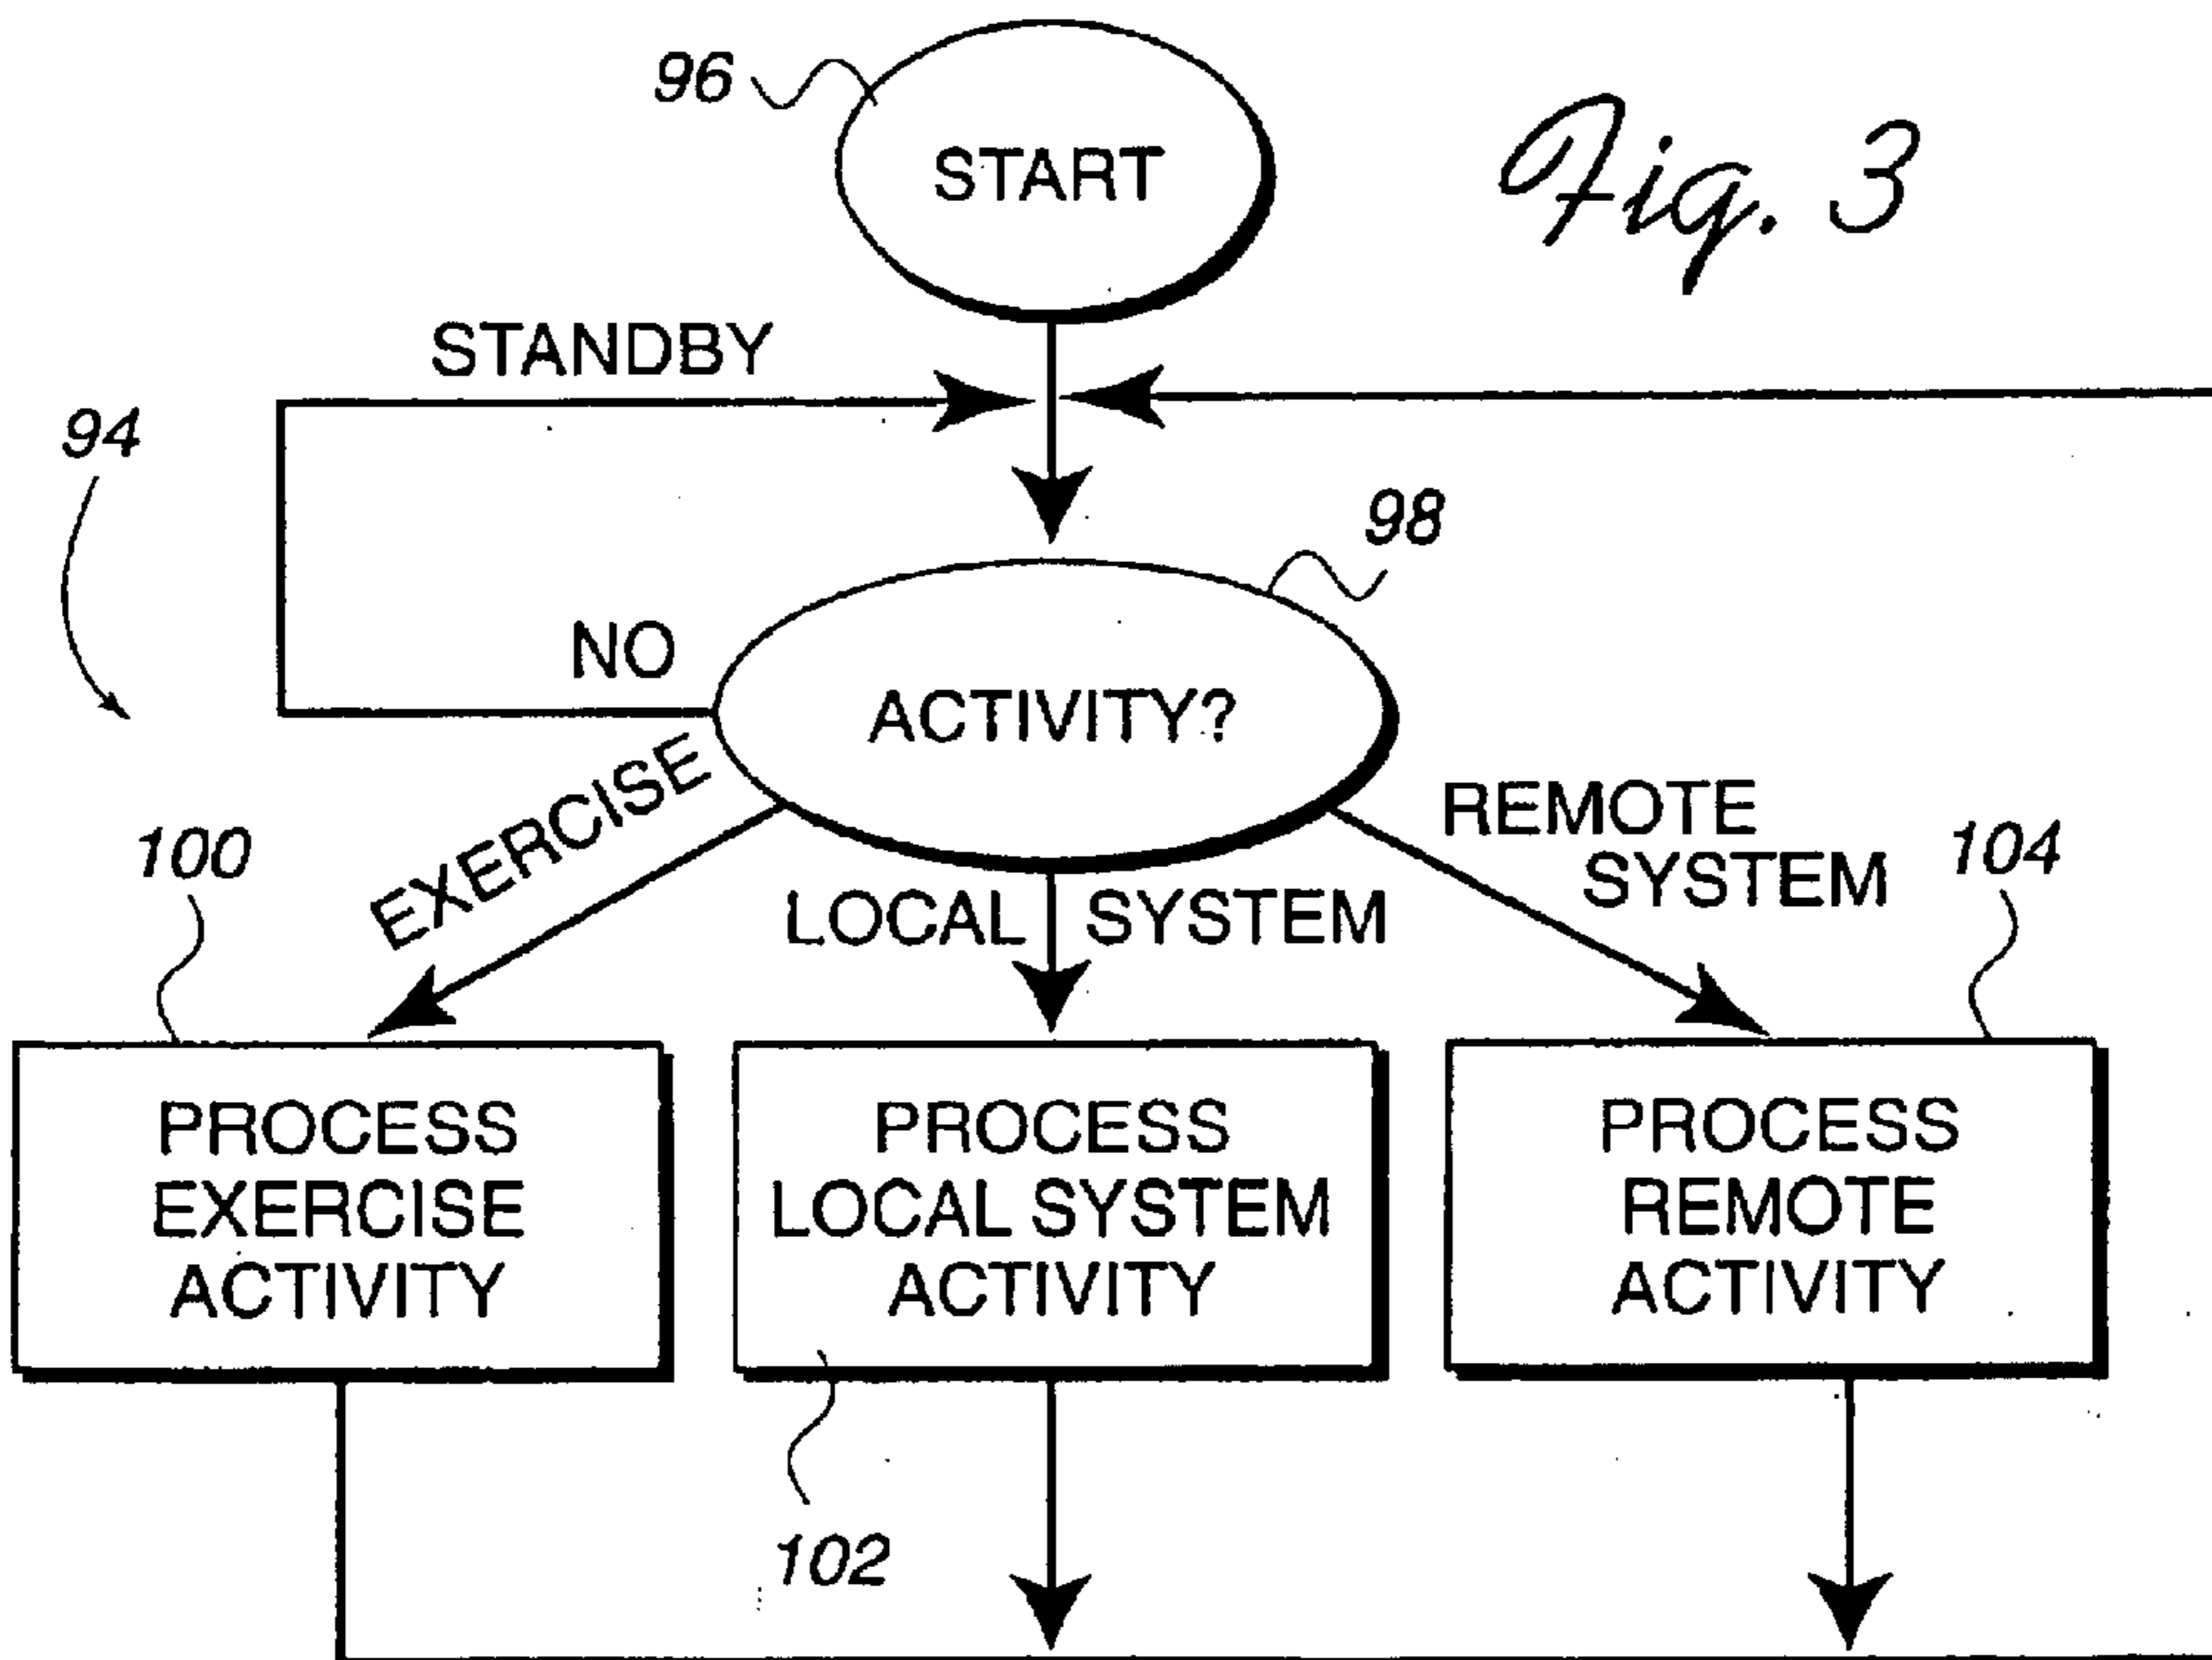 96
START
Fig. 3
STANDBY
94
98
NO
ACTIVITY?
EXERCISE
REMOTE
SYSTEM
100
104
LOCAL SYSTEM
PROCESS
EXERCISE
ACTIVITY
PROCESS
LOCAL SYSTEM
ACTIVITY
PROCESS
REMOTE
ACTIVITY
102